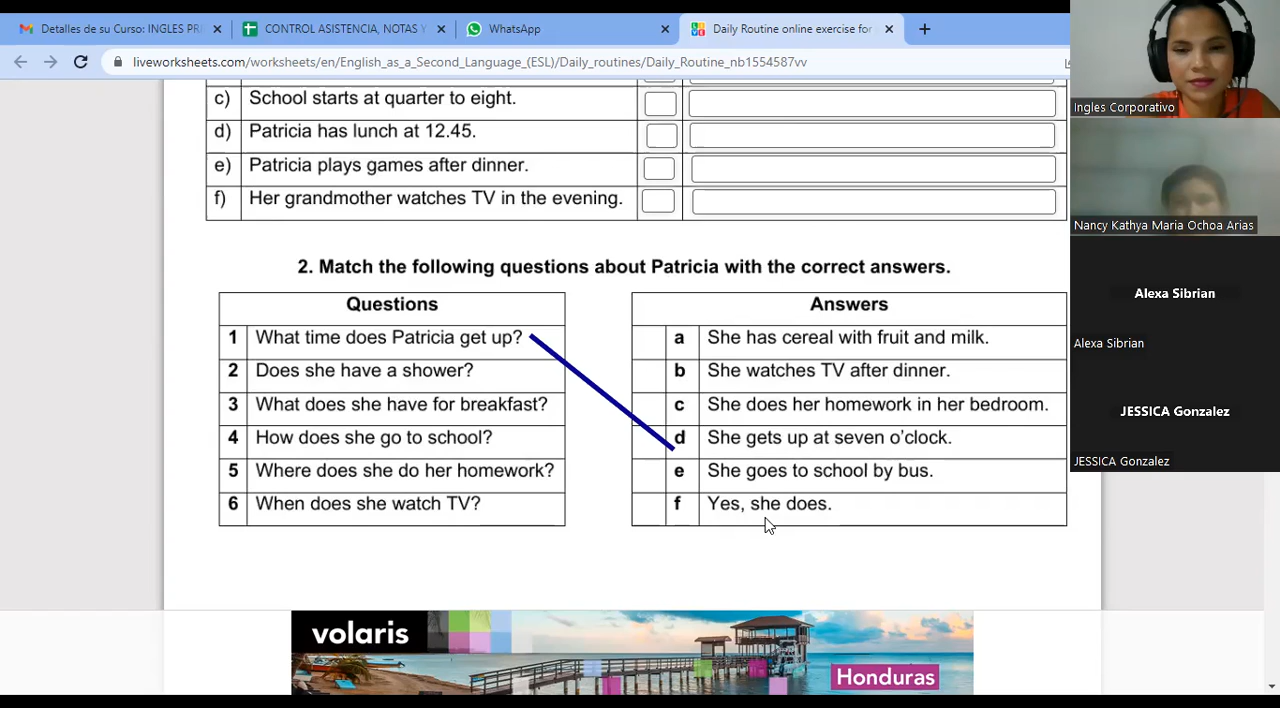 Detalles de su Curso: INGLES PRI
CONTROL ASISTENCIA, NOTAS Y
WhatsApp
Daily Routine online exercise for
liveworksheets.com/worksheets/en/English_as_a_Second_Language_(ESL)/Daily_routines/Daily_Routine_nb1554587vv
c) School starts at quarter to eight.
d) Patricia has lunch at 12.45.
e) Patricia plays games after dinner.
f) Her grandmother watches TV in the evening.
2. Match the following questions about Patricia with the correct answers.
Questions
1 What time does Patricia get up?
2 Does she have a shower?
3 What does she have for breakfast?
4 How does she go to school?
5 Where does she do her homework?
6 When does she watch TV?
Answers
a She has cereal with fruit and milk.
b She watches TV after dinner.
c She does her homework in her bedroom.
d She gets up at seven o'clock.
e She goes to school by bus.
f Yes, she does.
volaris
Honduras
Ingles Corporativo
Nancy Kathya Maria Ochoa Arias
Alexa Sibrian
Alexa Sibrian
JESSICA Gonzalez
JESSICA Gonzalez